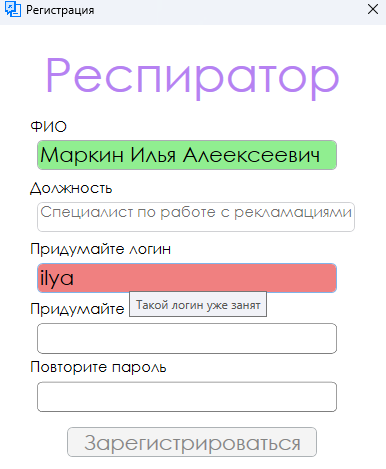 Регистрация
Респиратор
ФИО
Маркин Илья Алеексеевич
Должность
Специалист по работе с рекламациями
Придумайте логин
ilya
Придумайте
Такой логин уже занят
Повторите пароль
Зарегистрироваться